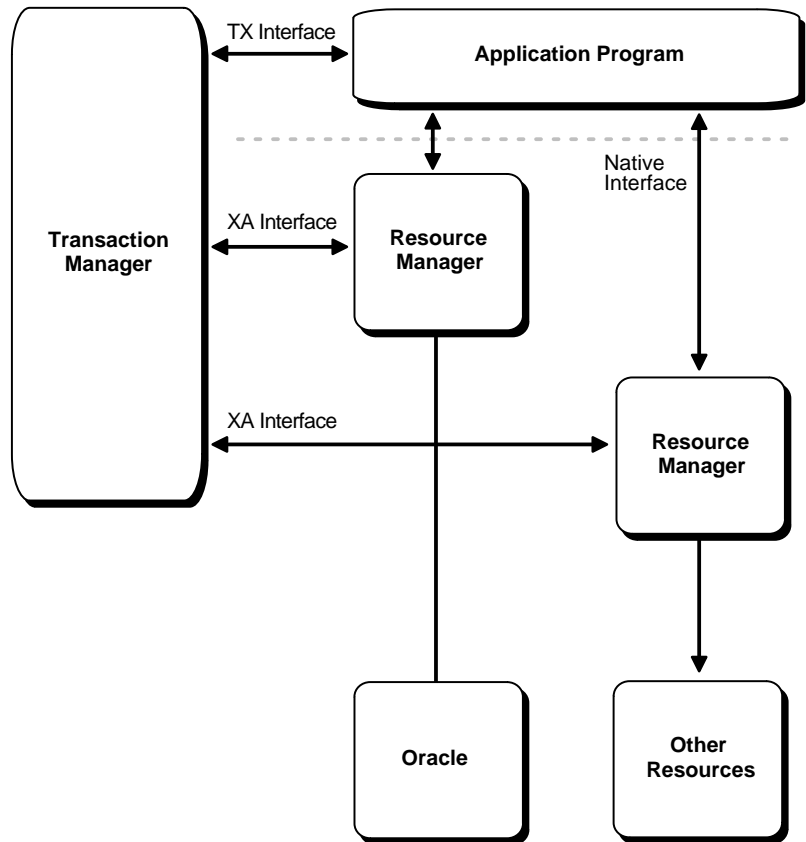 TX Interface
Application Program
Native
Interface
XA Interface
Transaction
Manager
Resource
Manager
XA Interface
Resource
Manager
Oracle
Other
Resources